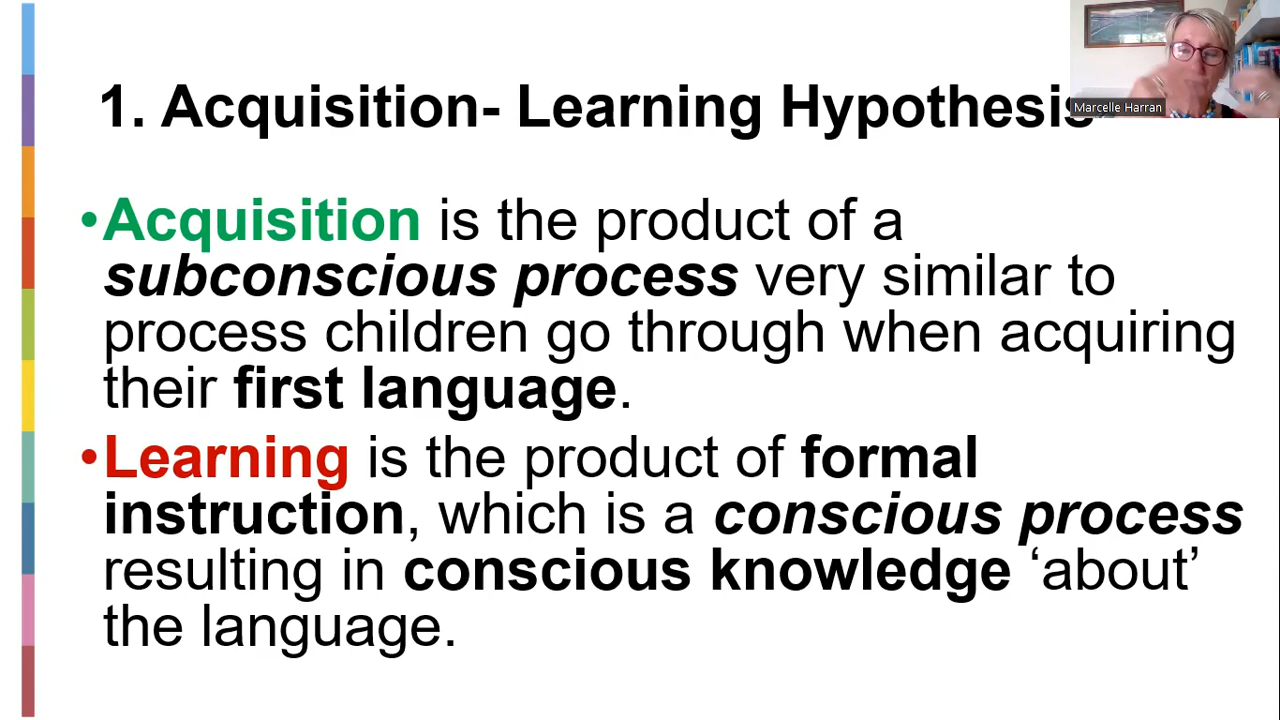 1. Acquisition- Learning Hypothesis
Marcelle Harran
•Acquisition is the product of a
subconscious process very similar to
process children go through when acquiring
their first language.
•Learning is the product of formal
instruction, which is a conscious process
resulting in conscious knowledge ‘about’
the language.